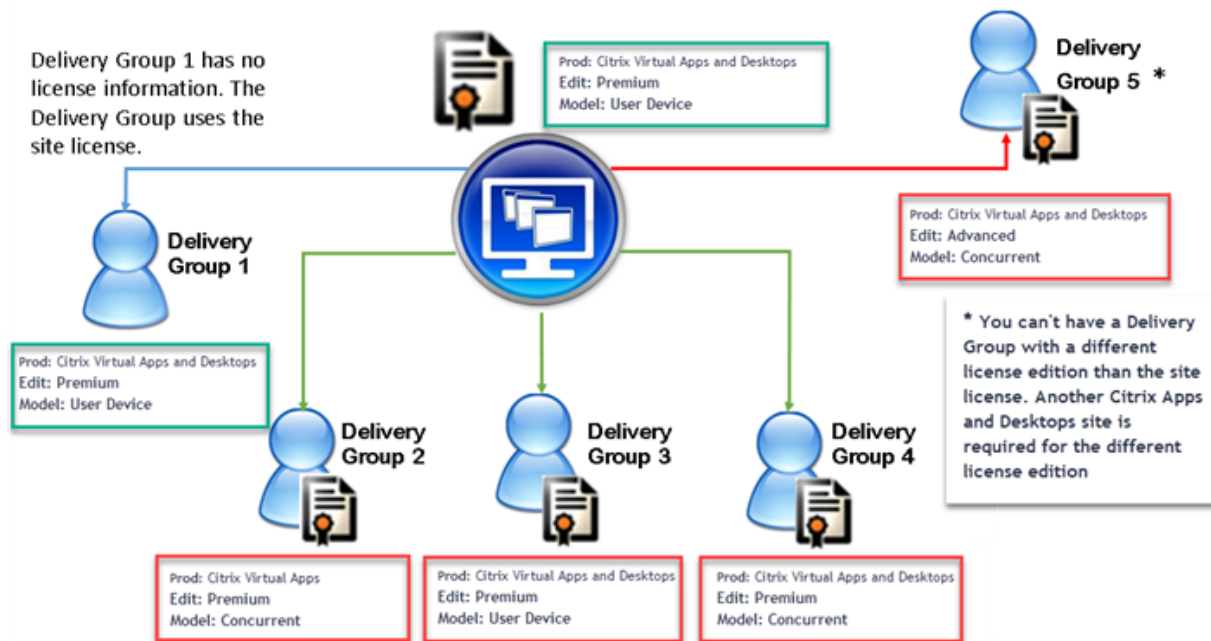 Delivery Group 1 has no
license information. The
Delivery Group uses the
site license.
Prod: Citrix Virtual Apps and Desktops
Edit: Premium
Model: User Device
Delivery
Group 5 *
Prod: Citrix Virtual Apps and Desktops
Edit: Advanced
Model: Concurrent
Delivery
Group 1
Prod: Citrix Virtual Apps and Desktops
Edit: Premium
Model: User Device
* You can't have a Delivery
Group with a different
license edition than the site
license. Another Citrix Apps
and Desktops site is
required for the different
license edition
Delivery
Group 2
Delivery
Group 3
Delivery
Group 4
Prod: Citrix Virtual Apps
Edit: Premium
Model: Concurrent
Prod: Citrix Virtual Apps and Desktops
Edit: Premium
Model: User Device
Prod: Citrix Virtual Apps and Desktops
Edit: Premium
Model: Concurrent